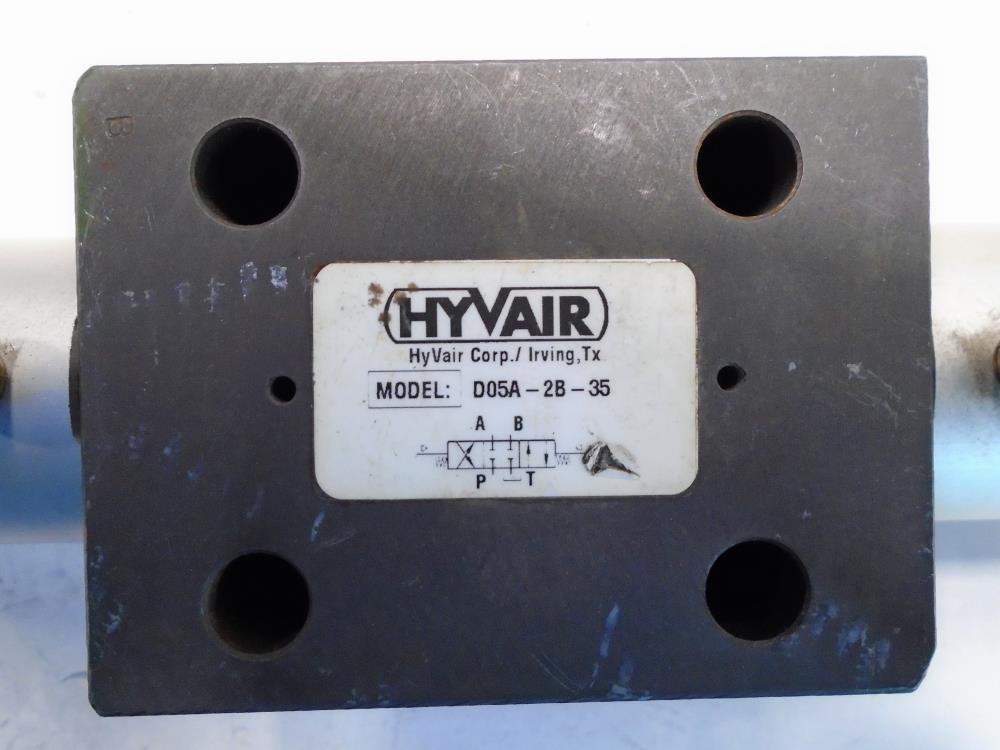 B
HYVAIR
HyVair Corp./ Irving,Tx
MODEL: D05A-2B-35
A B
P T